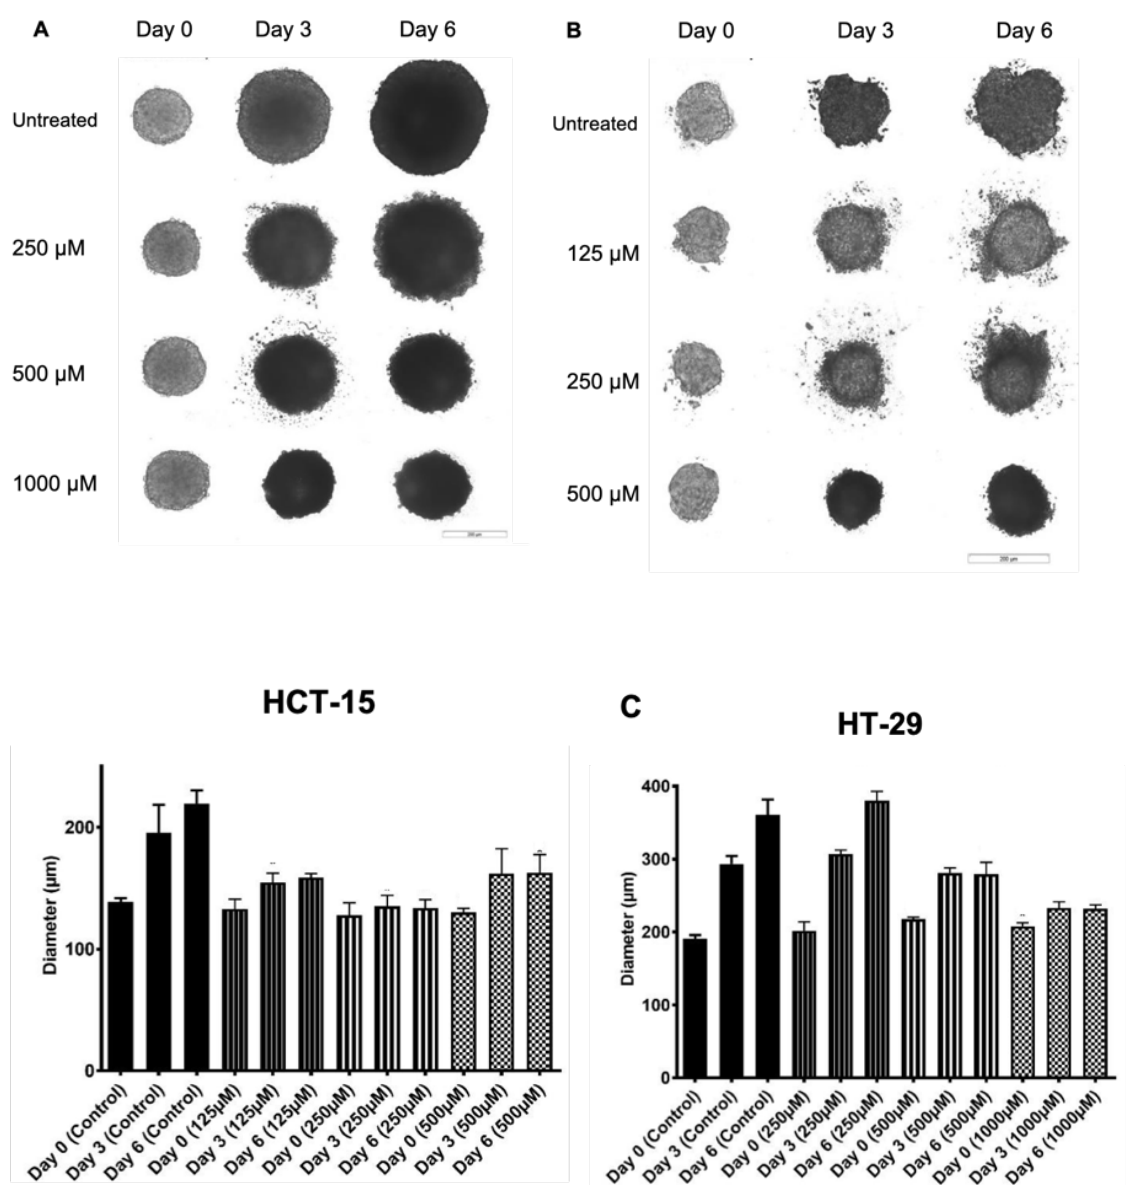 A Day 0 Day 3 Day 6
Untreated
250 µM
500 µM
1000 µM
200 µm
B Day 0 Day 3 Day 6
Untreated
125 µM
250 µM
500 µM
200 µm
HCT-15
Diameter (µm)
200
100
0
Day 0 (Control)
Day 3 (Control)
Day 6 (Control)
Day 0 (125µM)
Day 3 (125µM)
Day 6 (125µM)
Day 0 (250µM)
Day 3 (250µM)
Day 6 (250µM)
Day 0 (500µM)
Day 3 (500µM)
Day 6 (500µM)
C
HT-29
Diameter (µm)
400
300
200
100
0
Day 0 (Control)
Day 3 (Control)
Day 6 (Control)
Day 0 (250µM)
Day 3 (250µM)
Day 6 (250µM)
Day 0 (500µM)
Day 3 (500µM)
Day 6 (500µM)
Day 0 (1000µM)
Day 3 (1000µM)
Day 6 (1000µM)